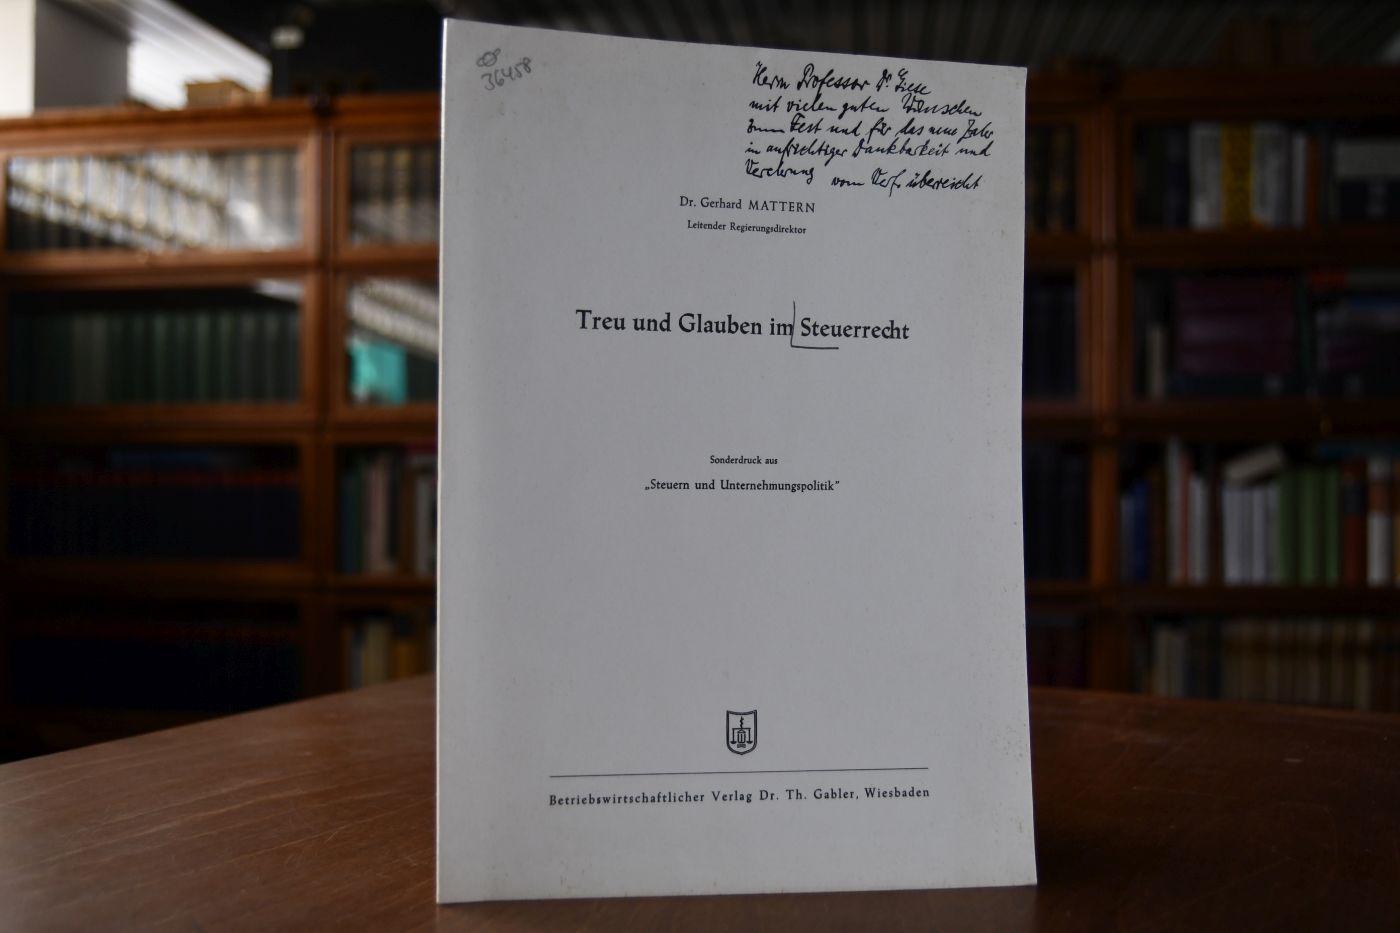 36458
Herrn Professor Dr. Giese
mit vielen guten Wünschen
zum Fest und für das neue Jahr
in aufrichtiger Dankbarkeit und
Verehrung vom Verf. überreicht
Dr. Gerhard MATTERN
Leitender Regierungsdirektor
Treu und Glauben im Steuerrecht
Sonderdruck aus
„Steuern und Unternehmungspolitik”
Betriebswirtschaftlicher Verlag Dr. Th. Gabler, Wiesbaden